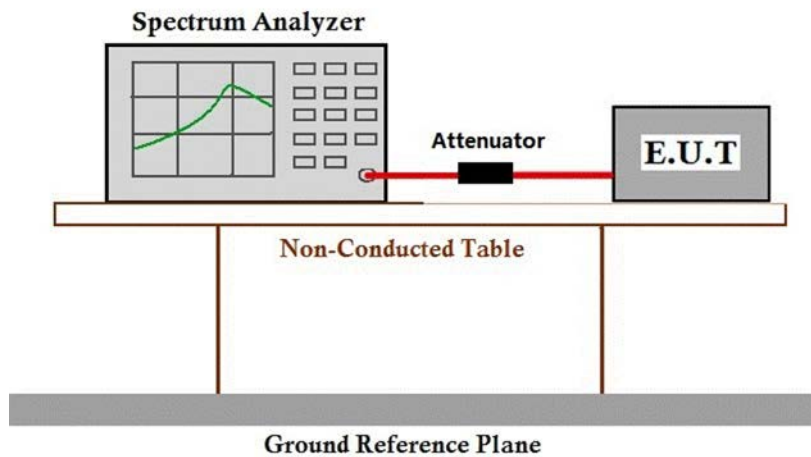 Spectrum Analyzer
Attenuator
E.U.T
Non-Conducted Table
Ground Reference Plane